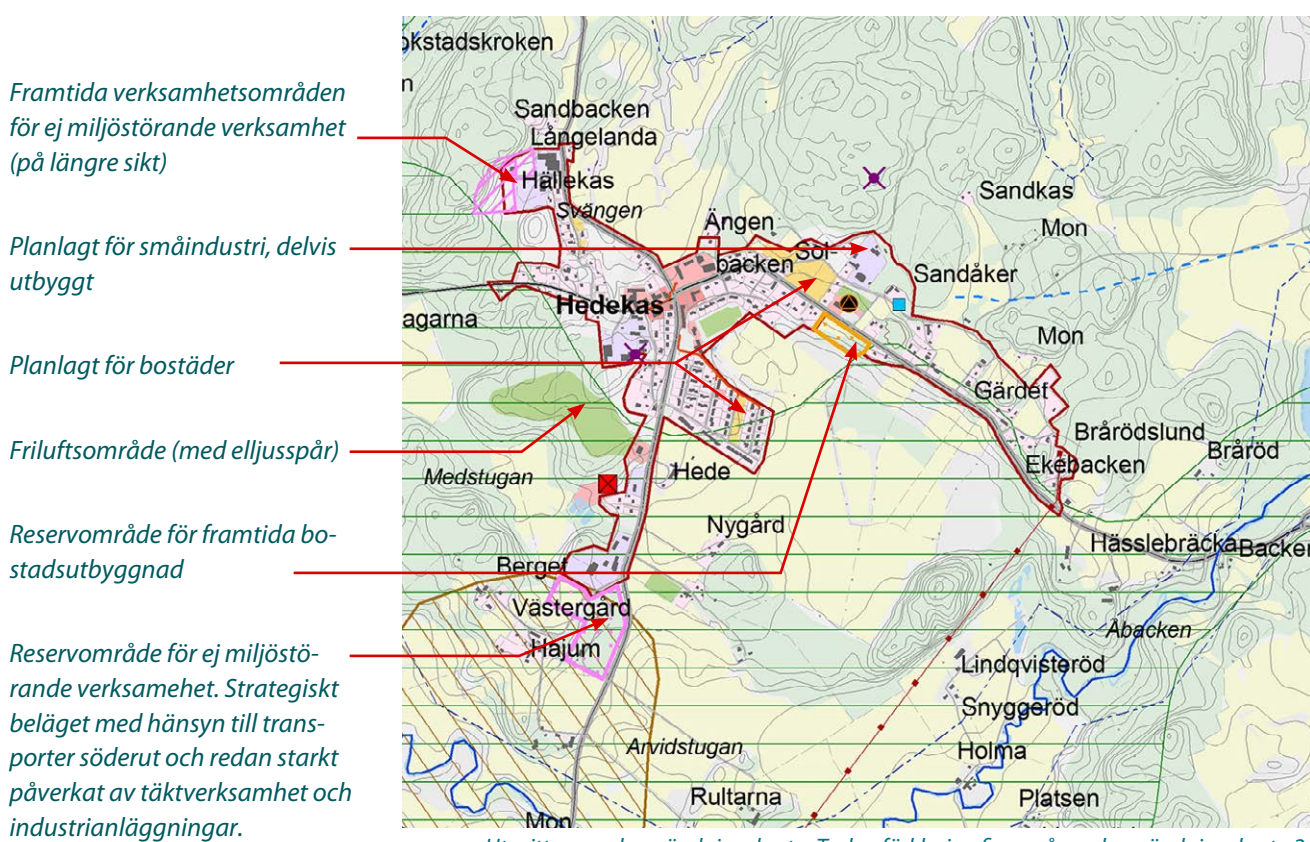 Framtida verksamhetsområden
för ej miljöstörande verksamhet
(på längre sikt)
Planlagt för småindustri, delvis
utbyggt
Planlagt för bostäder
Friluftsområde (med elljusspår)
Reservområde för framtida bo-
stadsutbyggnad
Reservområde för ej miljöstö-
rande verksamehet. Strategiskt
beläget med hänsyn till trans-
porter söderut och redan starkt
påverkat av täktverksamhet och
industrianläggningar.
okstadskroken
n
Sandbacken
Långelanda
Hällekas
Svängen
Ängen
Sol-
backen
Sandkas
Mon
Sandåker
Hedekas
agarna
Mon
Gärdet
Brårödslund
Bråröd
Ekebacken
Medstugan
Hede
Nygård
Hässlebräcka
Backen
Berget
Västergård
Hajum
Åbacken
Lindqvisteröd
Snyggeröd
Arvidstugan
Holma
Rultarna
Platsen
Mon